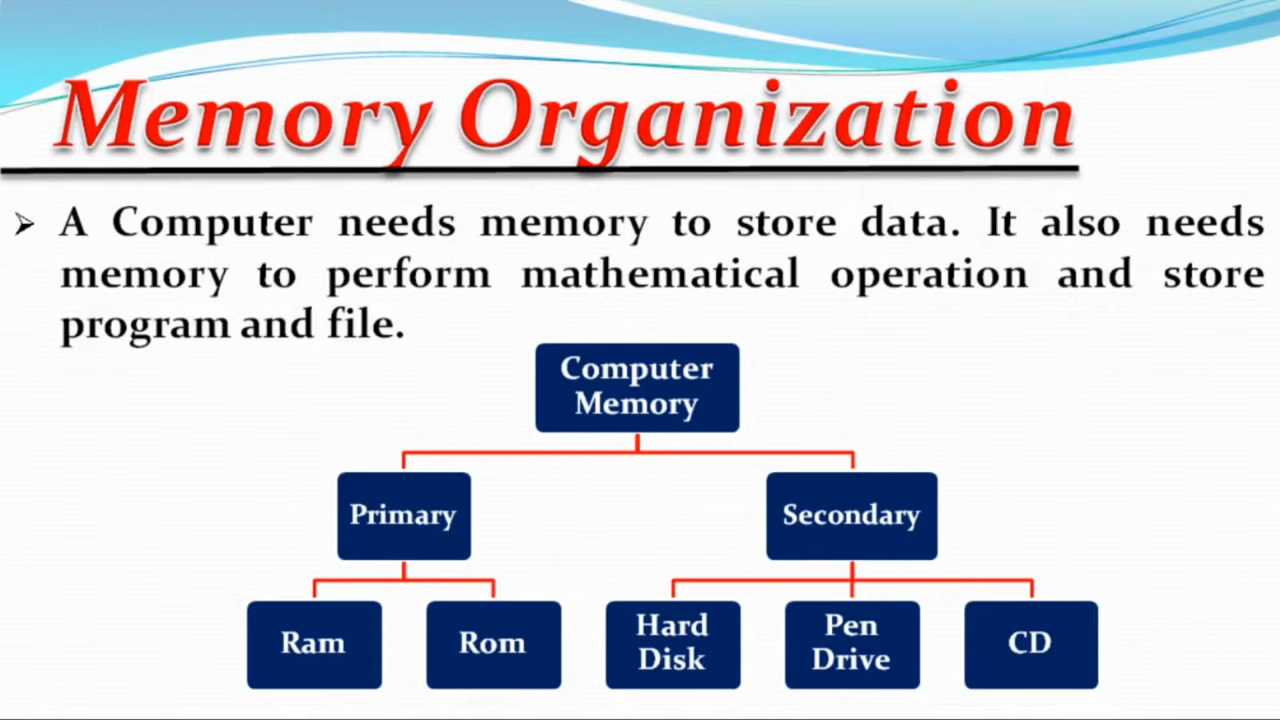 Memory Organization
A Computer needs memory to store data. It also needs
memory to perform mathematical operation and store
program and file.
Computer
Memory
Primary
Secondary
Ram
Rom
Hard
Disk
Pen
Drive
CD